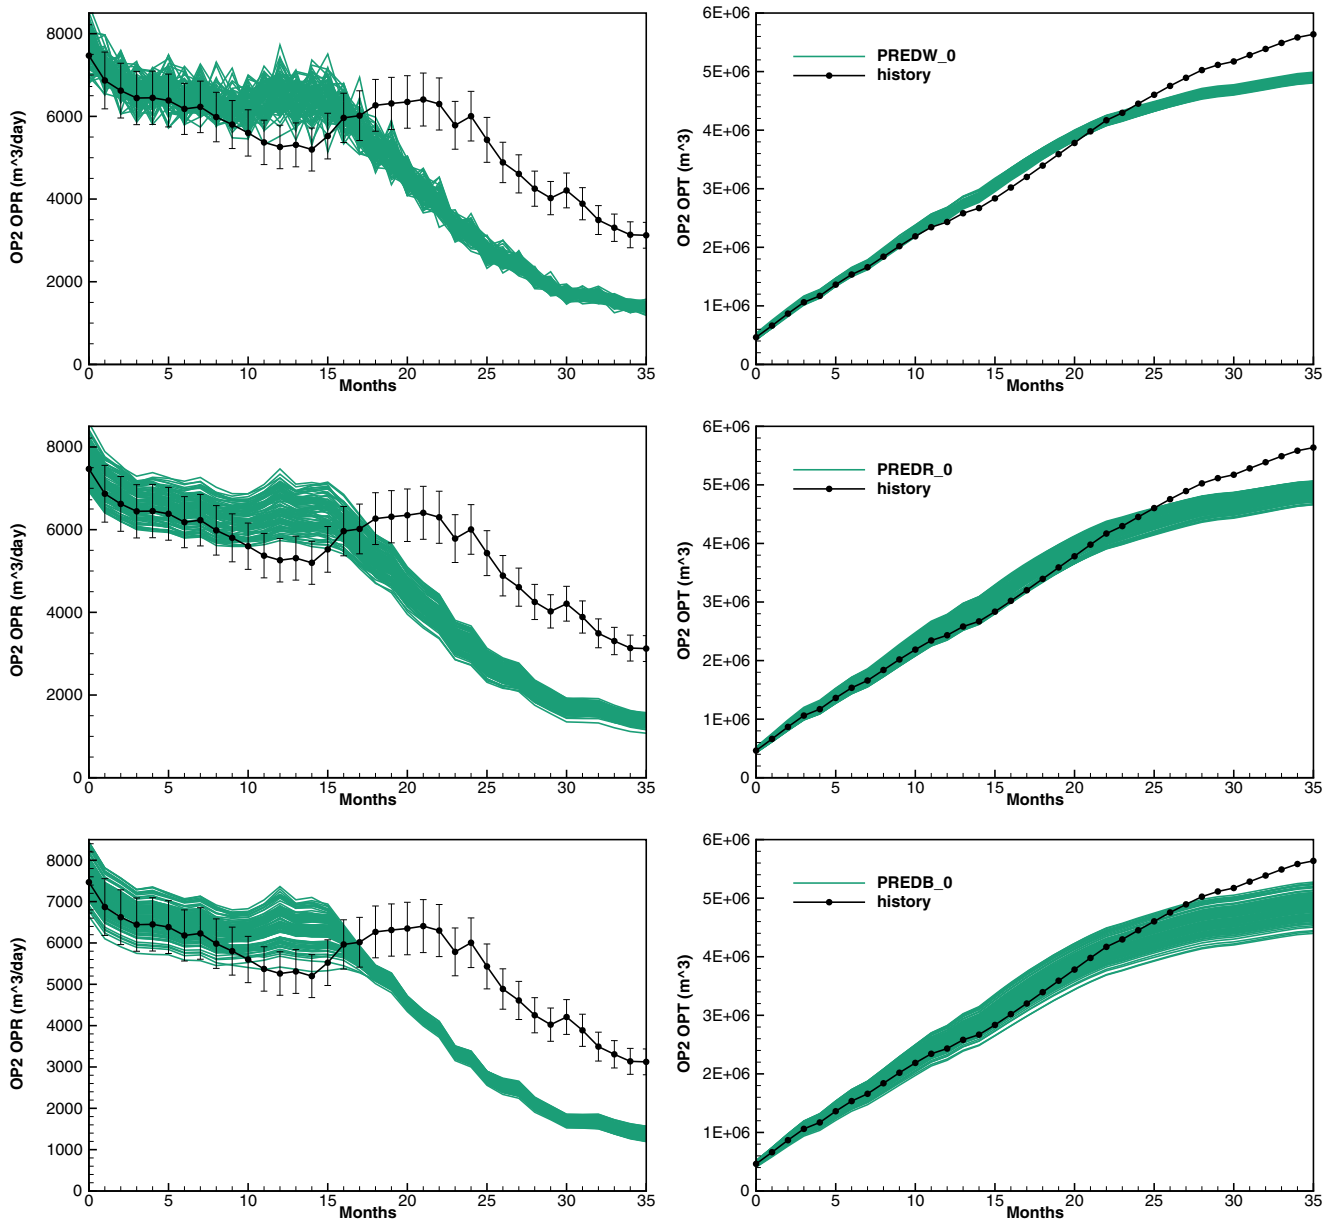 8000
6000
4000
2000
0
OP2 OPR (m^3/day)
0 5 10 15 20 25 30 35
Months
6E+06
5E+06
4E+06
3E+06
2E+06
1E+06
0
OP2 OPT (m^3)
PREDW_0
history
0 5 10 15 20 25 30 35
Months
8000
6000
4000
2000
0
OP2 OPR (m^3/day)
0 5 10 15 20 25 30 35
Months
6E+06
5E+06
4E+06
3E+06
2E+06
1E+06
0
OP2 OPT (m^3)
PREDR_0
history
0 5 10 15 20 25 30 35
Months
8000
7000
6000
5000
4000
3000
2000
1000
0
OP2 OPR (m^3/day)
0 5 10 15 20 25 30 35
Months
6E+06
5E+06
4E+06
3E+06
2E+06
1E+06
0
OP2 OPT (m^3)
PREDB_0
history
0 5 10 15 20 25 30 35
Months